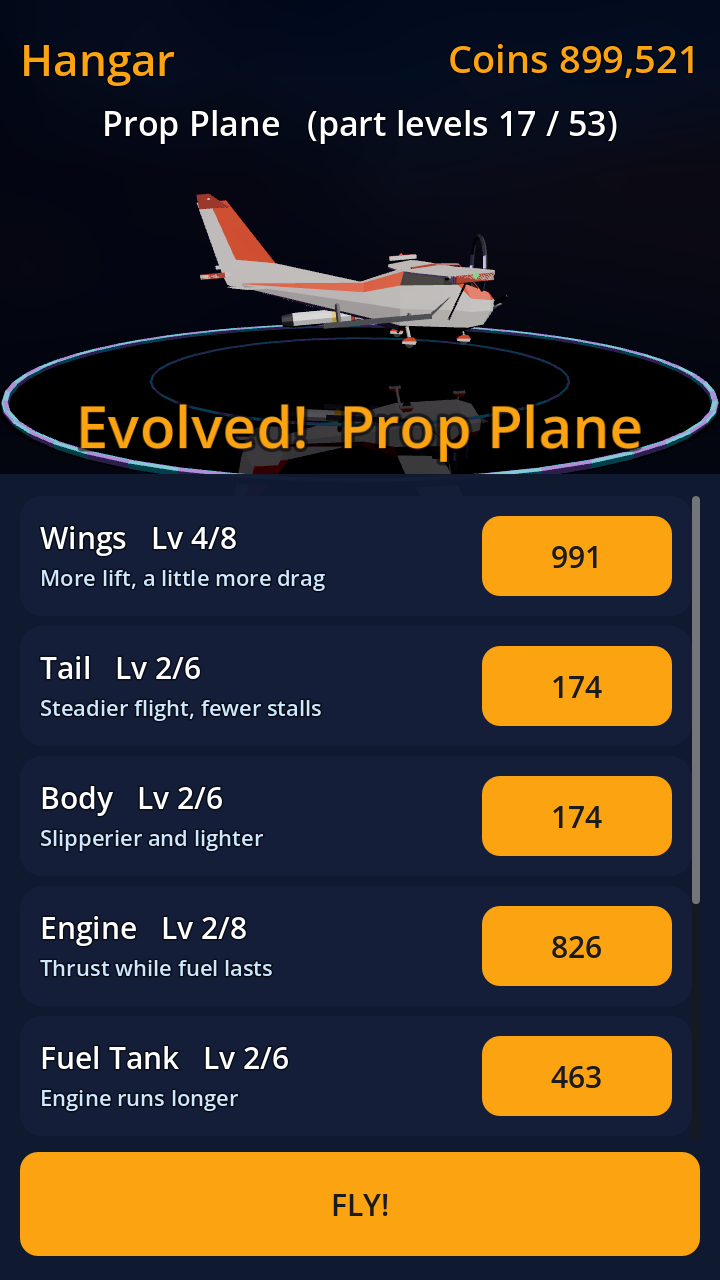 Hangar
Coins 899,521
Prop Plane (part levels 17 / 53)
Evolved! Prop Plane
Wings Lv 4/8
More lift, a little more drag
991
Tail Lv 2/6
Steadier flight, fewer stalls
174
Body Lv 2/6
Slipperier and lighter
174
Engine Lv 2/8
Thrust while fuel lasts
826
Fuel Tank Lv 2/6
Engine runs longer
463
FLY!